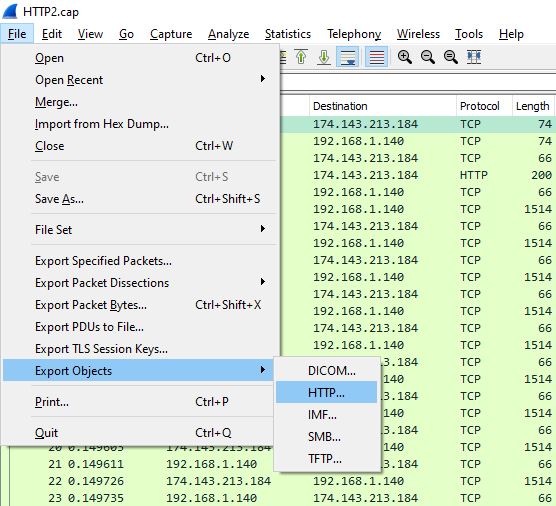 HTTP2.cap
File Edit View Go Capture Analyze Statistics Telephony Wireless Tools Help
Open Ctrl+O
Open Recent
Merge...
Import from Hex Dump...
Close Ctrl+W
Save Ctrl+S
Save As... Ctrl+Shift+S
File Set
Export Specified Packets...
Export Packet Dissections
Export Packet Bytes... Ctrl+Shift+X
Export PDUs to File...
Export TLS Session Keys...
Export Objects
Print... Ctrl+P
Quit Ctrl+Q
DICOM...
HTTP...
IMF...
SMB...
TFTP...
Destination Protocol Length
174.143.213.184 TCP 74
192.168.1.140 TCP 74
174.143.213.184 TCP 66
174.143.213.184 HTTP 200
192.168.1.140 TCP 66
192.168.1.140 TCP 1514
174.143.213.184 TCP 66
192.168.1.140 TCP 1514
174.143.213.184 TCP 66
192.168.1.140 TCP 1514
174.143.213.184 TCP 66
192.168.1.140 TCP 1514
174.143.213.184 TCP 66
192.168.1.140 TCP 1514
TCP 66
TCP 1514
TCP 66
TCP 1514
TCP 66
20 0.149605 174.143.213.184 TCP 1514
21 0.149611 192.168.1.140 TCP 66
22 0.149726 174.143.213.184 192.168.1.140 TCP 1514
23 0.149735 192.168.1.140 174.143.213.184 TCP 66